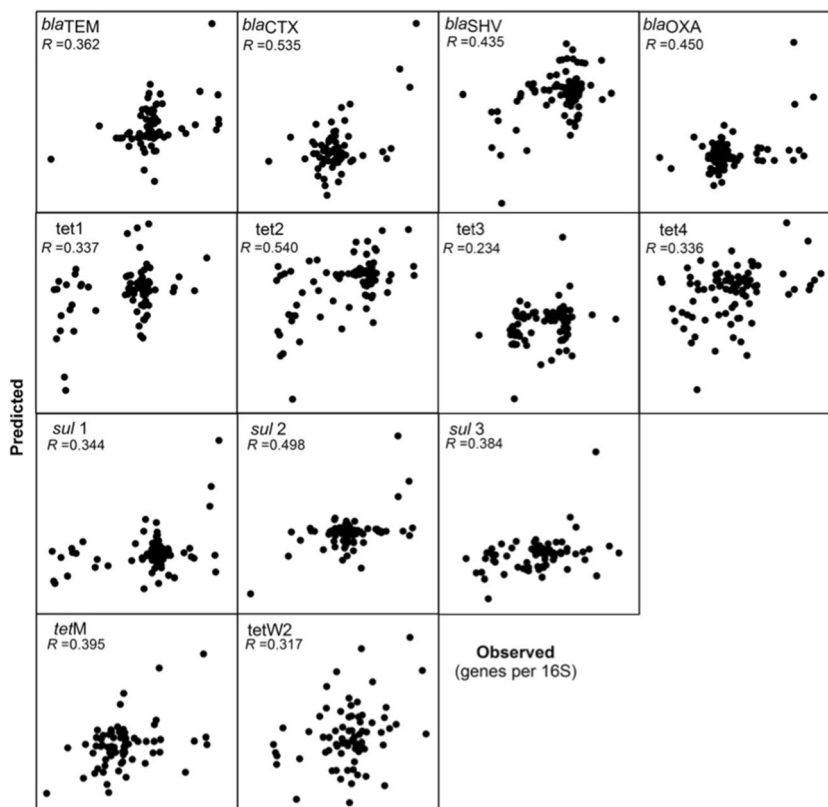 blaTEM
R =0.362
blaCTX
R =0.535
blaSHV
R =0.435
blaOXA
R =0.450
tet1
R =0.337
tet2
R =0.540
tet3
R =0.234
tet4
R =0.336
Predicted
sul 1
R =0.344
sul 2
R =0.498
sul 3
R =0.384
tetM
R =0.395
tetW2
R =0.317
Observed
(genes per 16S)